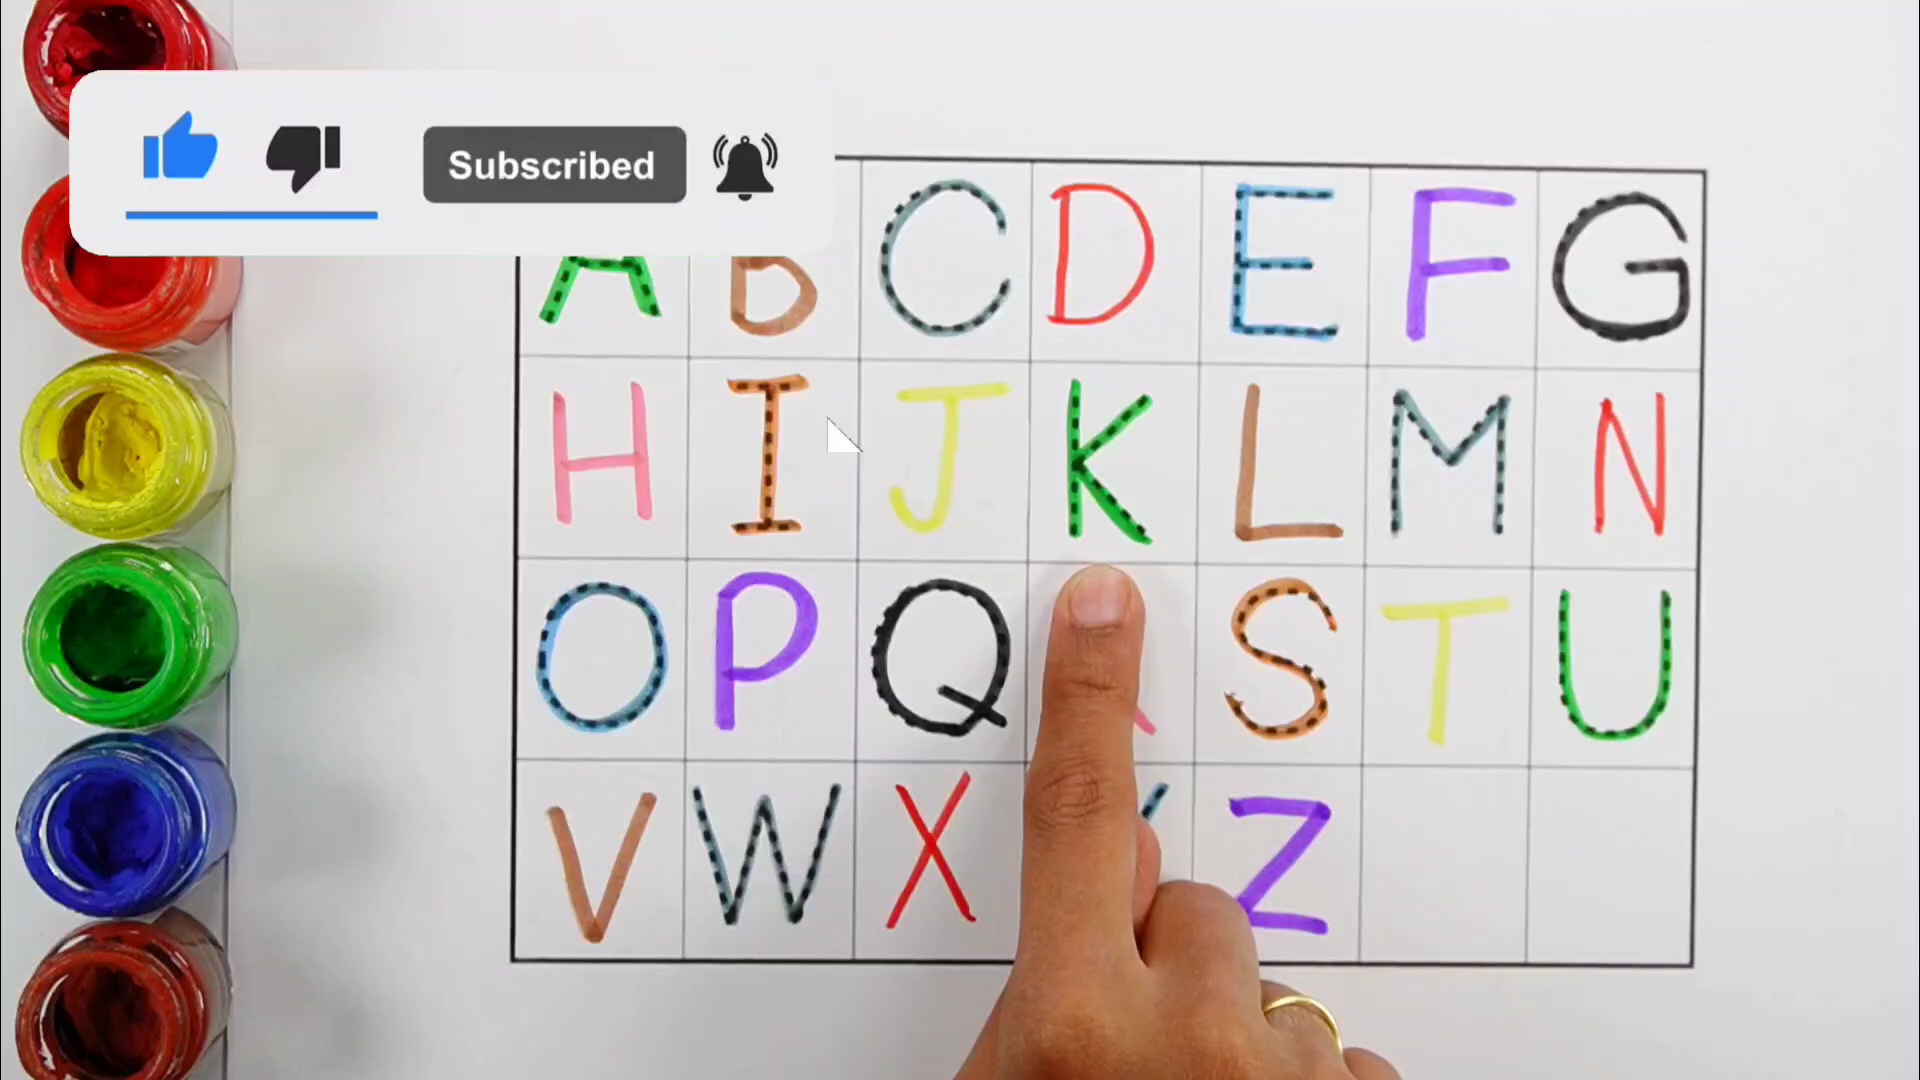 Subscribed
A B C D E F G
H I J K L M N
O P Q S T U
V W X Z